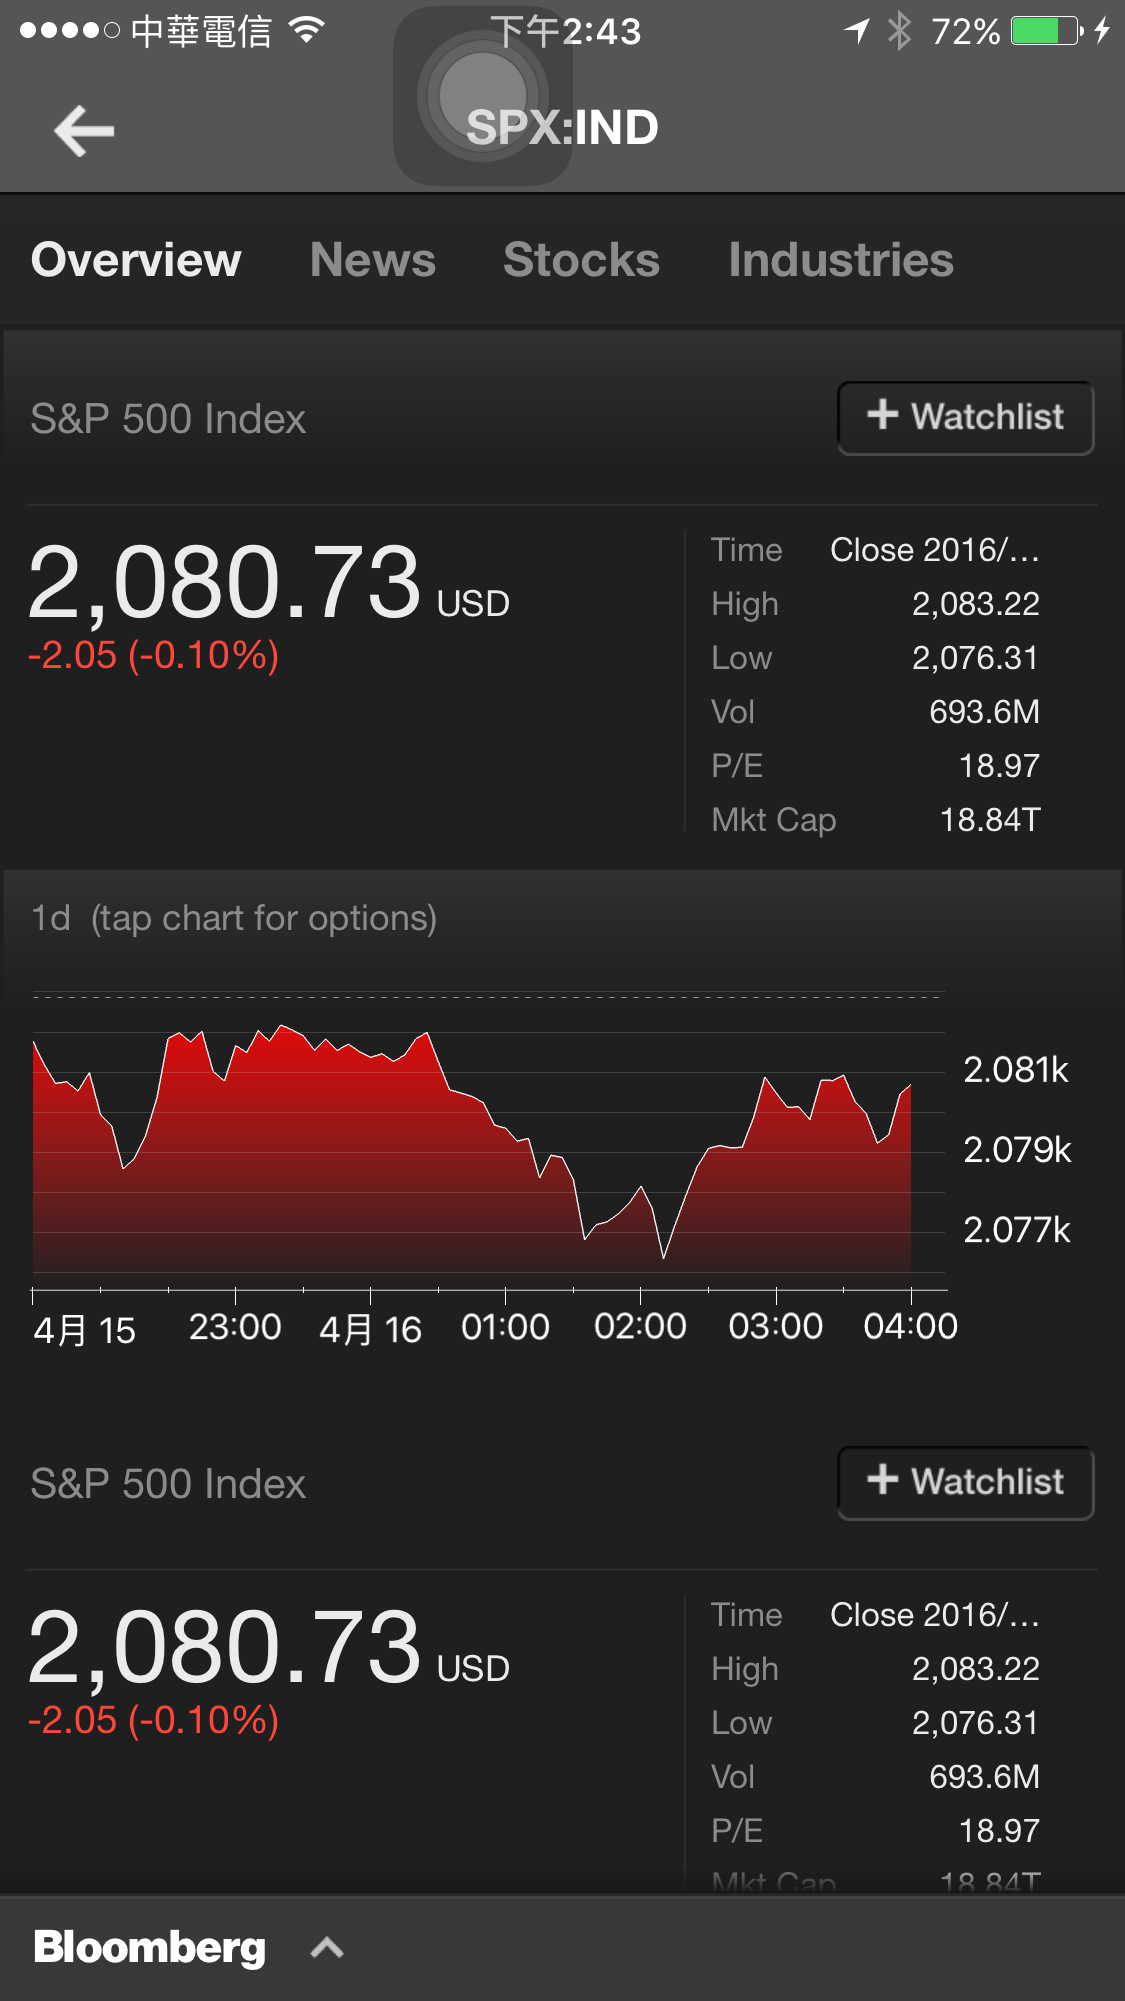 中華電信 下午2:43 72%
SPX:IND
Overview News Stocks Industries
S&P 500 Index + Watchlist
2,080.73 USD
-2.05 (-0.10%)
Time Close 2016/...
High 2,083.22
Low 2,076.31
Vol 693.6M
P/E 18.97
Mkt Cap 18.84T
1d (tap chart for options)
2.081k
2.079k
2.077k
4月 15 23:00 4月 16 01:00 02:00 03:00 04:00
S&P 500 Index + Watchlist
2,080.73 USD
-2.05 (-0.10%)
Time Close 2016/...
High 2,083.22
Low 2,076.31
Vol 693.6M
P/E 18.97
Mkt Cap 18.84T
Bloomberg